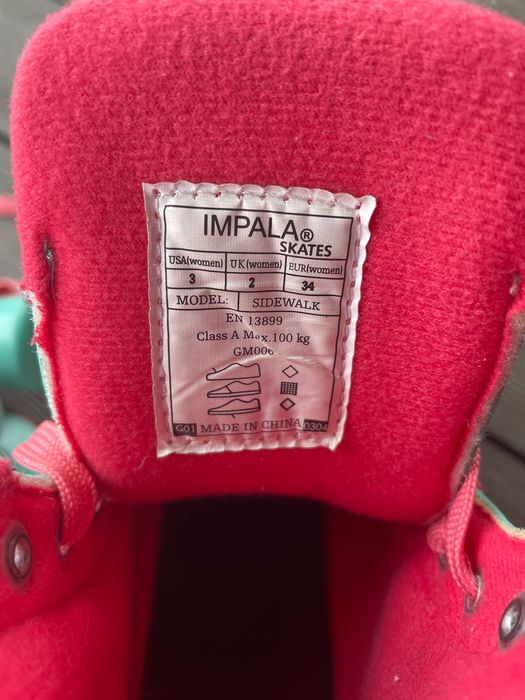 IMPALA®
SKATES
USA(women) UK(women) EUR(women)
3 2 34
MODEL: SIDEWALK
EN 13899
Class A Max.100 kg
GM006
G01 MADE IN CHINA 0304